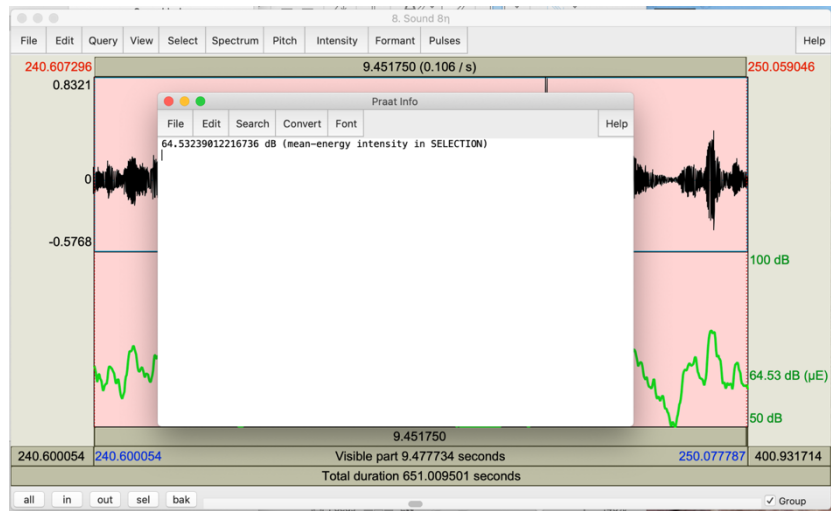 8. Sound 8η
File Edit Query View Select Spectrum Pitch Intensity Formant Pulses Help
240.607296 9.451750 (0.106 / s) 250.059046
0.8321
Praat Info
File Edit Search Convert Font Help
64.53239012216736 dB (mean-energy intensity in SELECTION)
0
-0.5768
100 dB
64.53 dB (µE)
50 dB
9.451750
240.600054 240.600054 Visible part 9.477734 seconds 250.077787 400.931714
Total duration 651.009501 seconds
all in out sel bak Group